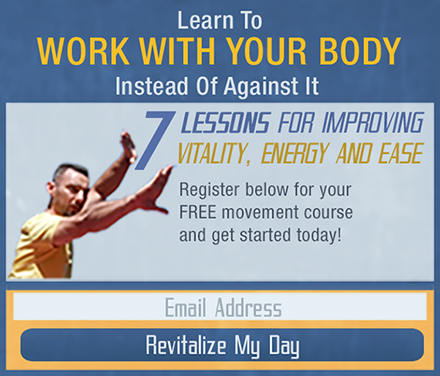 Learn To
WORK WITH YOUR BODY
Instead Of Against It
7 LESSONS FOR IMPROVING
VITALITY, ENERGY AND EASE
Register below for your
FREE movement course
and get started today!
Email Address
Revitalize My Day